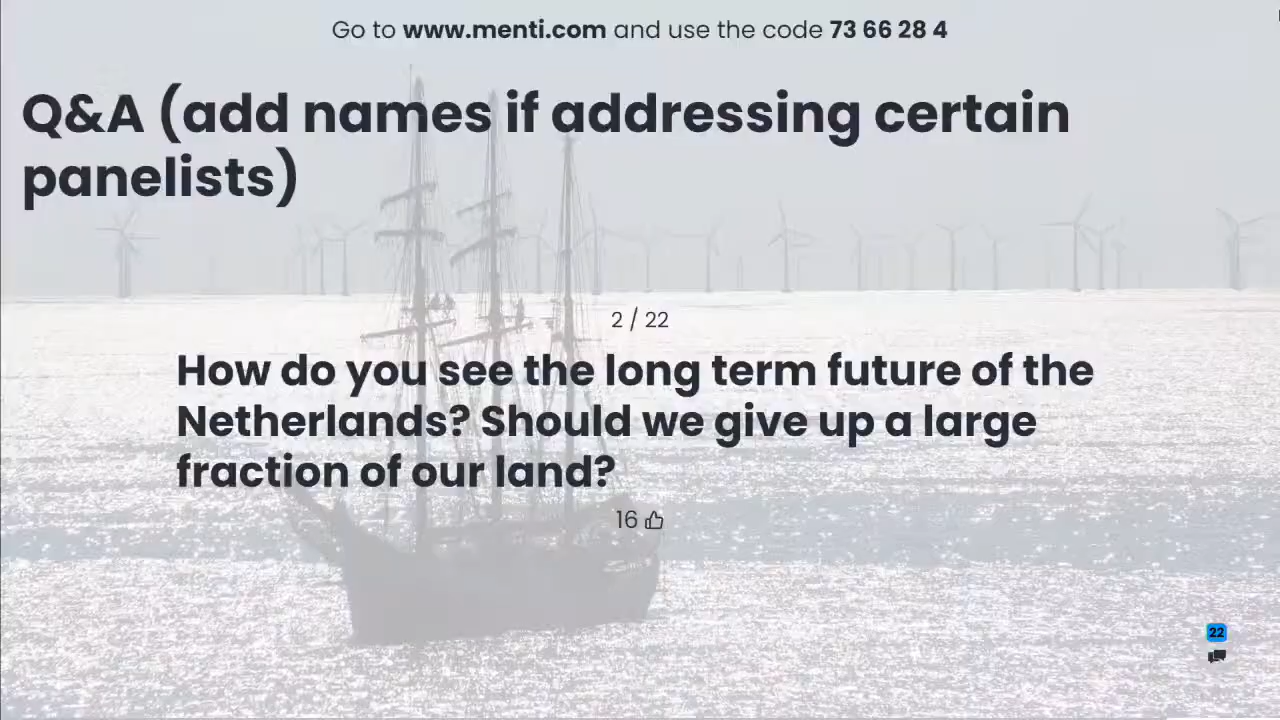 Go to www.menti.com and use the code 73 66 28 4
Q&A (add names if addressing certain
panelists)
2 / 22
How do you see the long term future of the
Netherlands? Should we give up a large
fraction of our land?
16
22